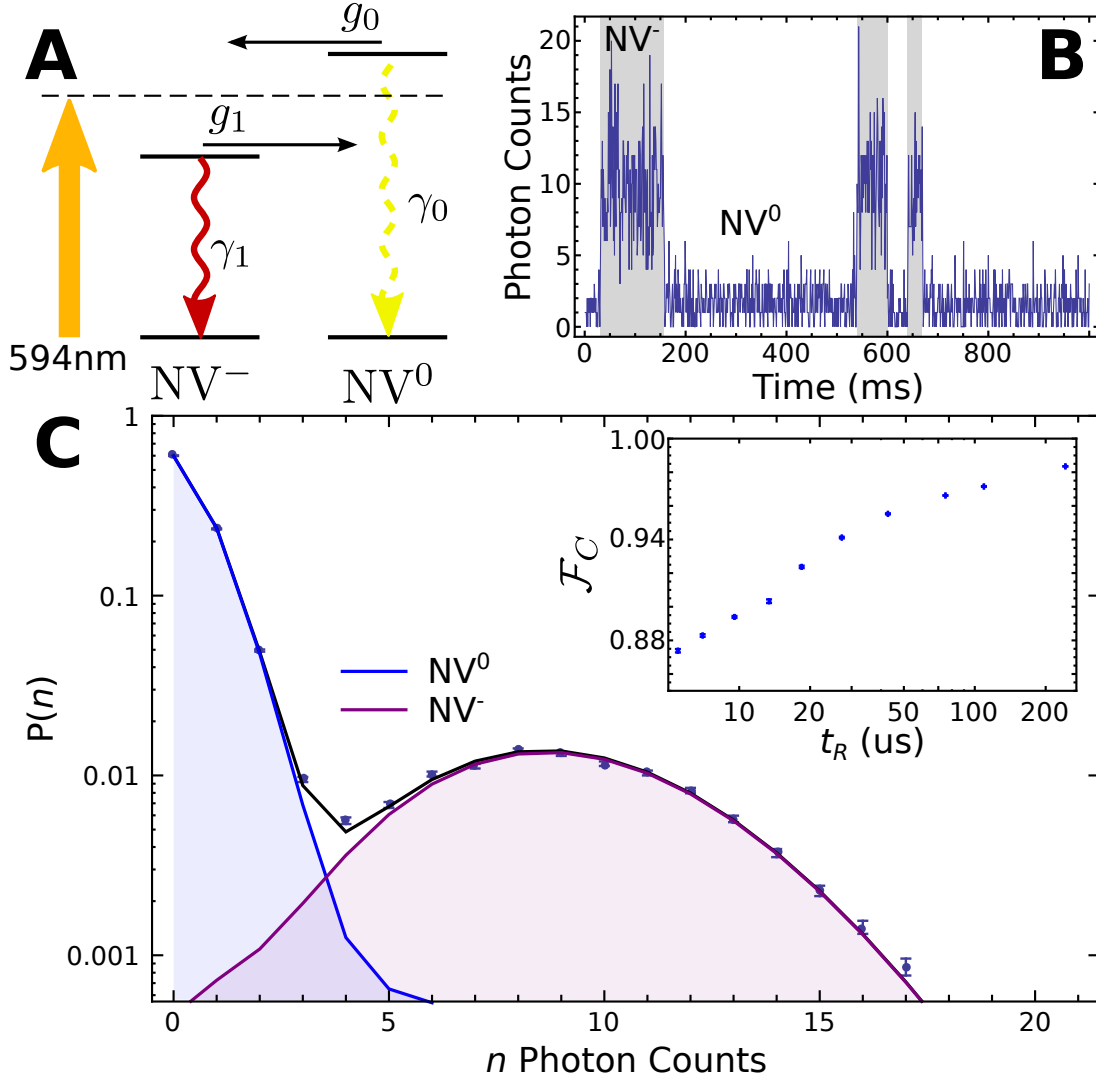 A
g₀
g₁
γ₁
γ₀
594nm
NV⁻
NV⁰
B
NV⁻
NV⁰
Photon Counts
20
15
10
5
0
0
200
400
600
800
Time (ms)
C
P(n)
1
0.1
0.01
0.001
NV⁰
NV⁻
0
5
10
15
20
n Photon Counts
ℱ_C
1.00
0.94
0.88
10
20
50
100
200
t_R (us)